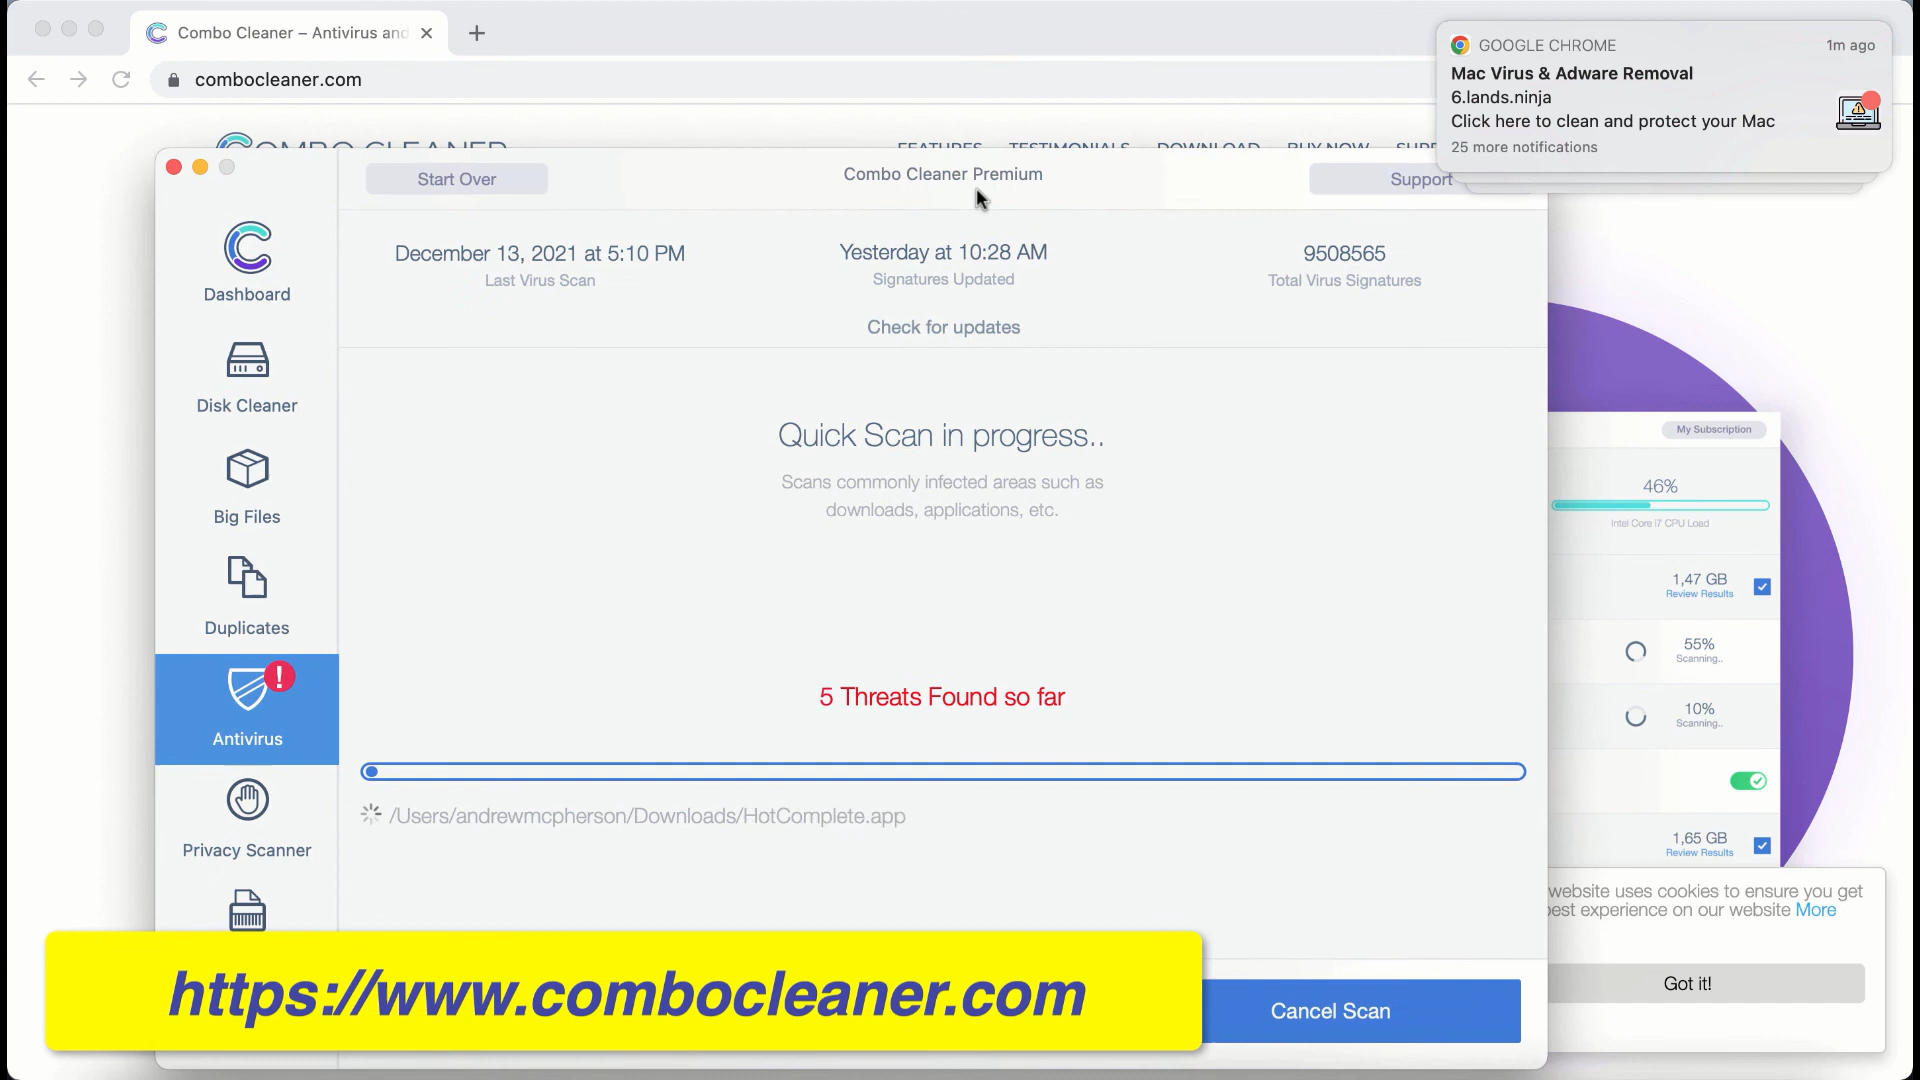 Combo Cleaner – Antivirus and
combocleaner.com
GOOGLE CHROME
1m ago
Mac Virus & Adware Removal
6.lands.ninja
Click here to clean and protect your Mac
25 more notifications
COMBO CLEANER
FEATURES
TESTIMONIALS
DOWNLOAD
BUY NOW
Start Over
Combo Cleaner Premium
Support
December 13, 2021 at 5:10 PM
Last Virus Scan
Yesterday at 10:28 AM
Signatures Updated
9508565
Total Virus Signatures
Check for updates
Dashboard
Disk Cleaner
Big Files
Duplicates
Antivirus
Privacy Scanner
Quick Scan in progress..
Scans commonly infected areas such as
downloads, applications, etc.
5 Threats Found so far
/Users/andrewmcpherson/Downloads/HotComplete.app
Cancel Scan
My Subscription
46%
Intel Core i7 CPU Load
1,47 GB
Review Results
55%
Scanning..
10%
Scanning..
1,65 GB
Review Results
website uses cookies to ensure you get
best experience on our website More
Got it!
https://www.combocleaner.com